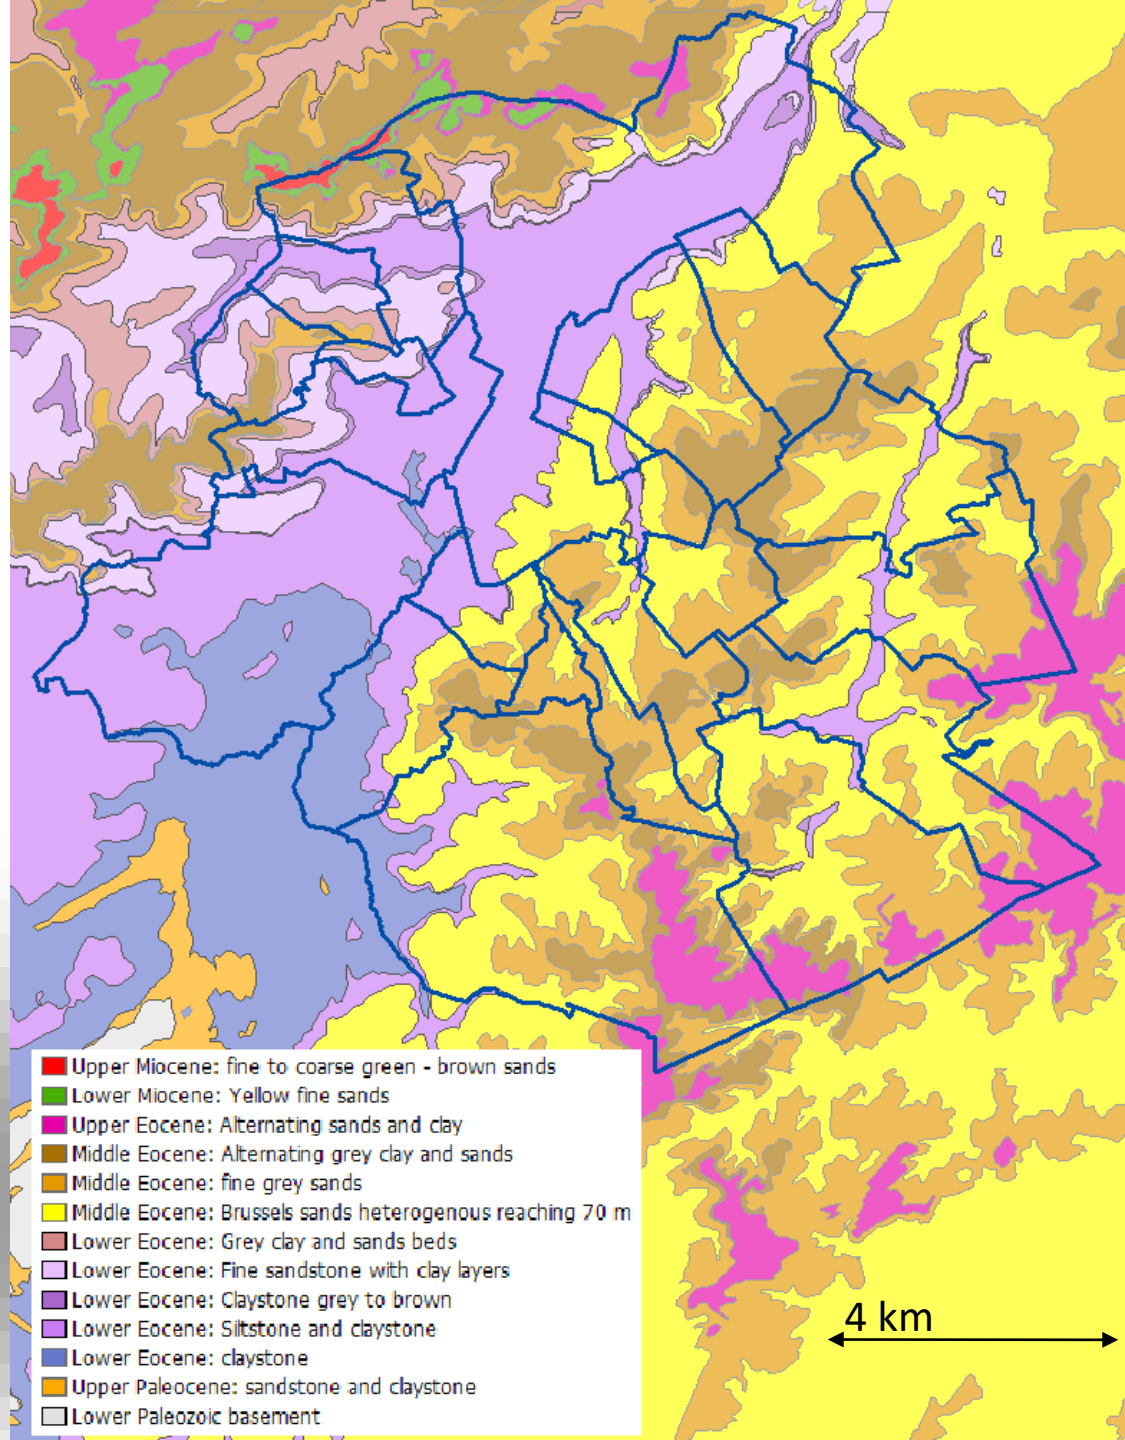 Upper Miocene: fine to coarse green - brown sands
Lower Miocene: Yellow fine sands
Upper Eocene: Alternating sands and clay
Middle Eocene: Alternating grey clay and sands
Middle Eocene: fine grey sands
Middle Eocene: Brussels sands heterogenous reaching 70 m
Lower Eocene: Grey clay and sands beds
Lower Eocene: Fine sandstone with clay layers
Lower Eocene: Claystone grey to brown
Lower Eocene: Siltstone and claystone
Lower Eocene: claystone
Upper Paleocene: sandstone and claystone
Lower Paleozoic basement
4 km